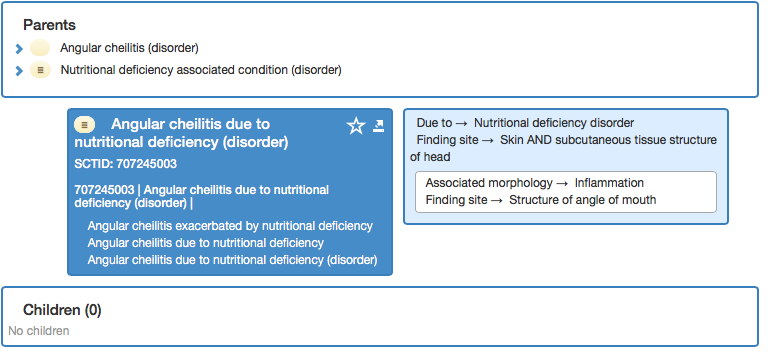 Parents
Angular cheilitis (disorder)
Nutritional deficiency associated condition (disorder)
Angular cheilitis due to
nutritional deficiency (disorder)
SCTID: 707245003
707245003 | Angular cheilitis due to nutritional
deficiency (disorder) |
Angular cheilitis exacerbated by nutritional deficiency
Angular cheilitis due to nutritional deficiency
Angular cheilitis due to nutritional deficiency (disorder)
Due to → Nutritional deficiency disorder
Finding site → Skin AND subcutaneous tissue structure
of head
Associated morphology → Inflammation
Finding site → Structure of angle of mouth
Children (0)
No children